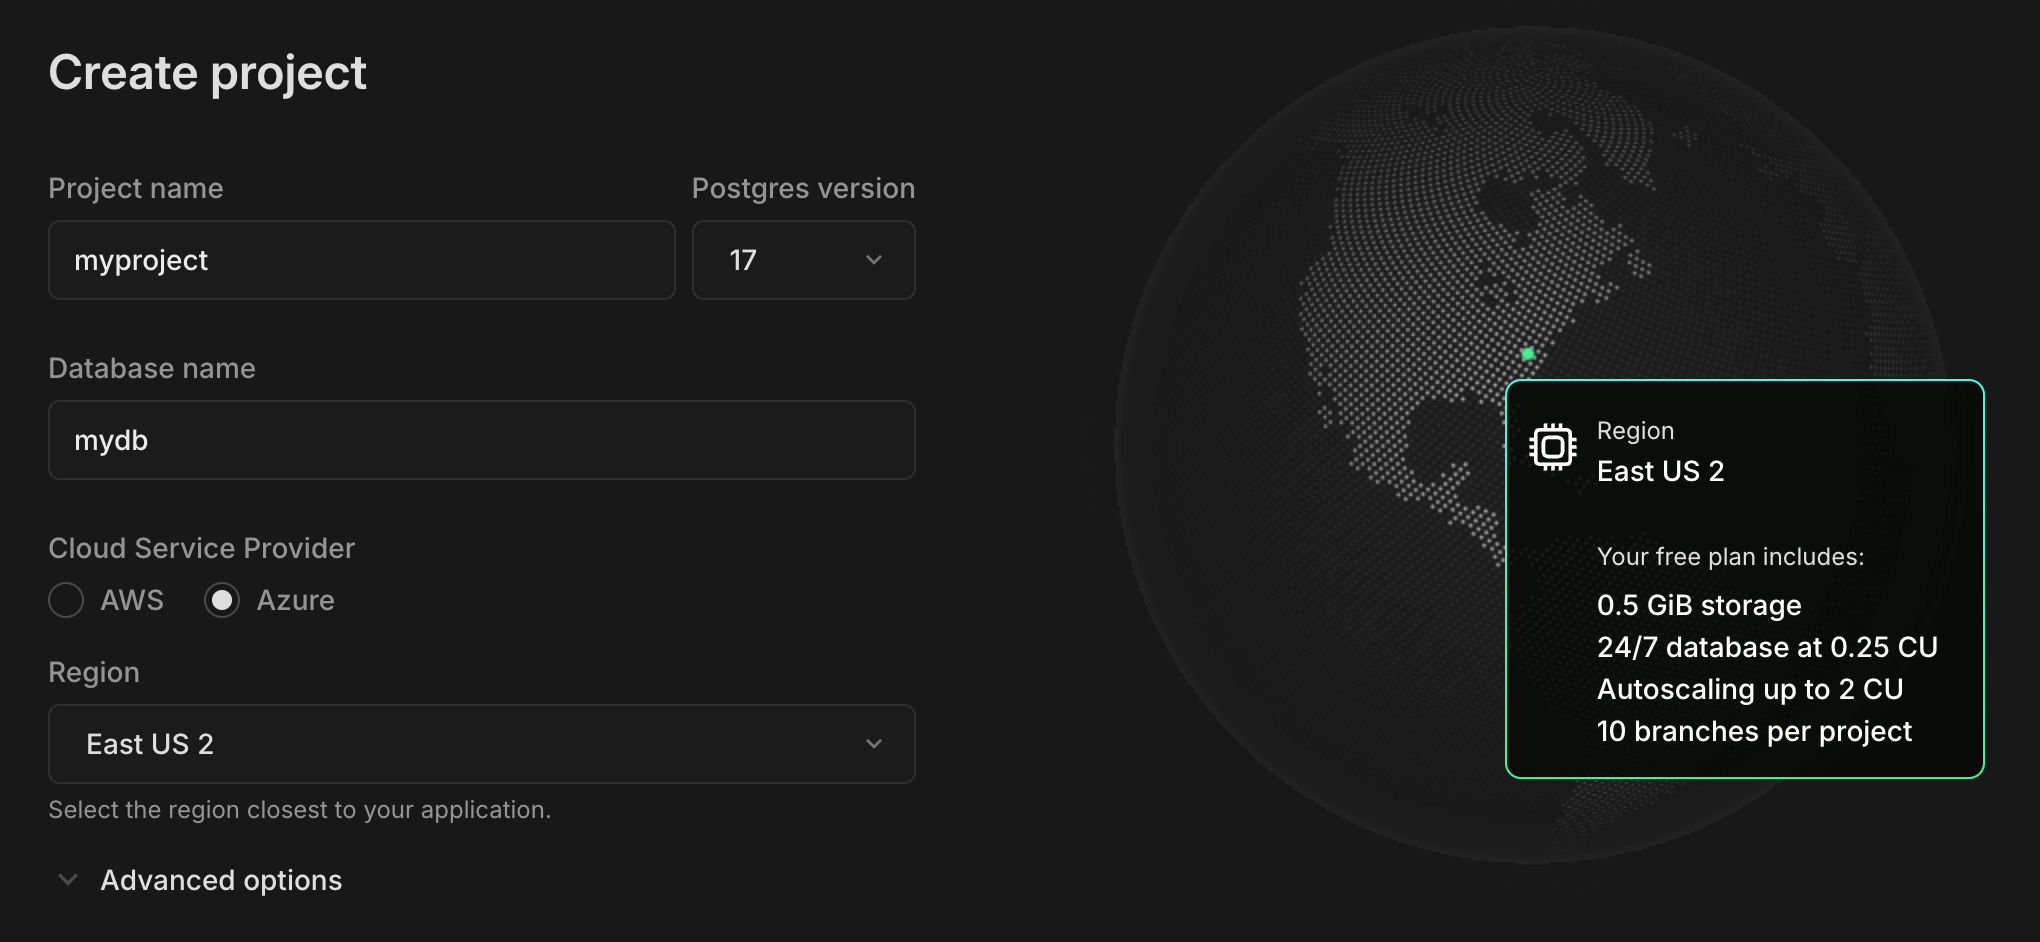 Create project
Project name
Postgres version
myproject
17
Database name
mydb
Cloud Service Provider
AWS
Azure
Region
East US 2
Select the region closest to your application.
Advanced options
Region
East US 2
Your free plan includes:
0.5 GiB storage
24/7 database at 0.25 CU
Autoscaling up to 2 CU
10 branches per project